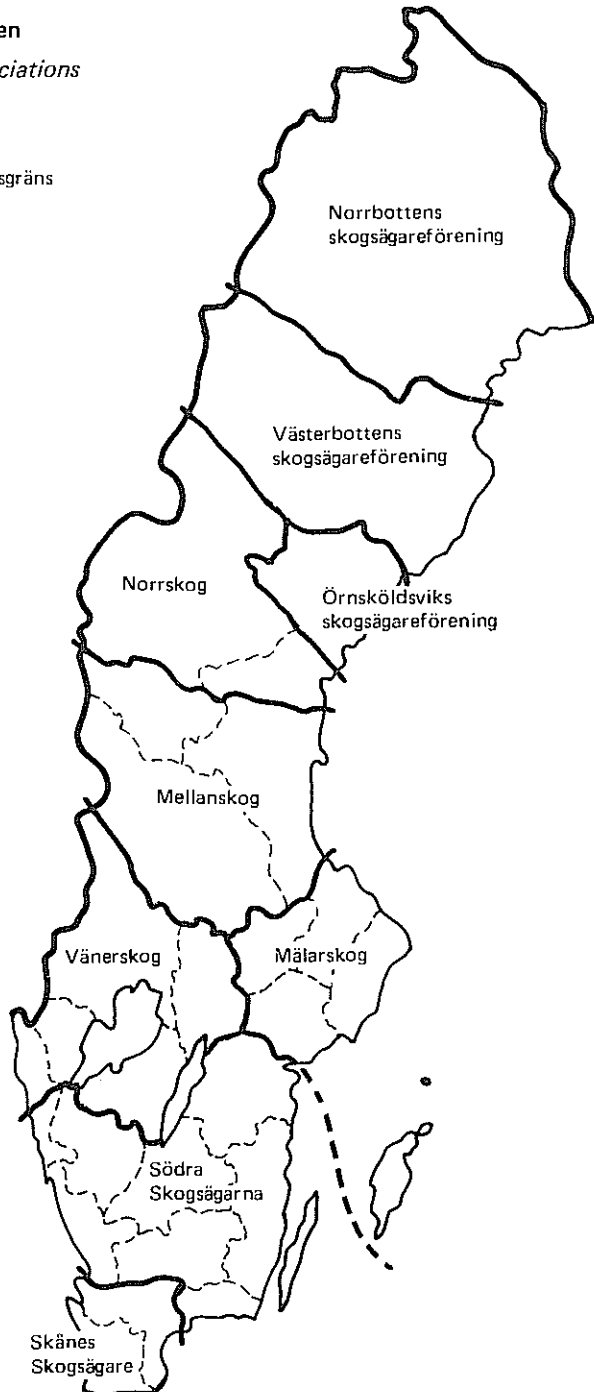 en
ciations
sgräns
Norrbottens
skogsägareförening
Västerbottens
skogsägareförening
Norrskog
Örnsköldsviks
skogsägareförening
Mellanskog
Vänerskog
Mälarskog
Södra
Skogsägarna
Skånes
Skogsägare